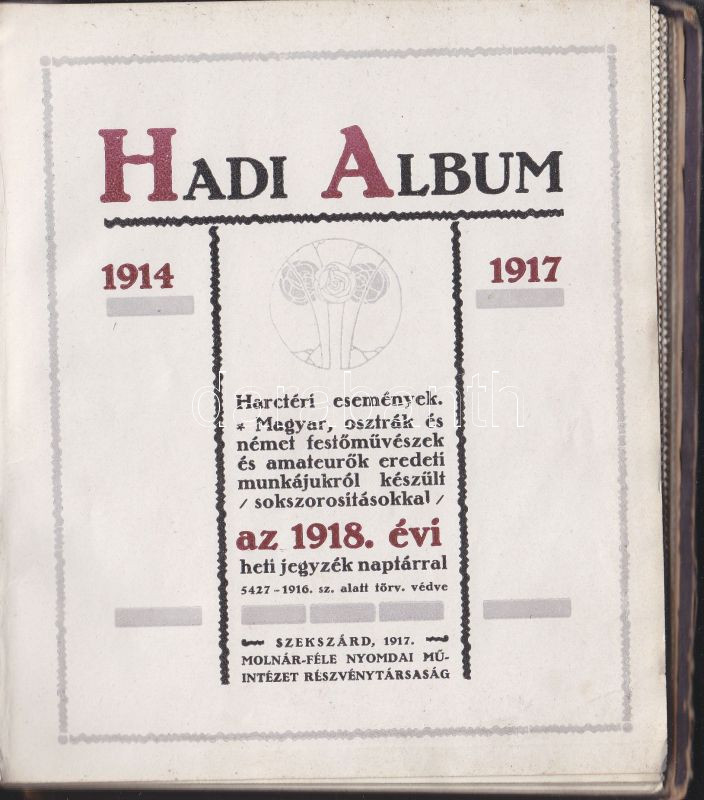 HADI ALBUM
1914
1917
Harctéri események.
* Magyar, osztrák és
német festőművészek
és amateurők eredeti
munkájukról készült
/ sokszorositásokkal /
az 1918. évi
heti jegyzék naptárral
5427-1916. sz. alatt törv. védve
SZEKSZÁRD, 1917.
MOLNÁR-FÉLE NYOMDAI MŰ-
INTÉZET RÉSZVÉNYTÁRSASÁG